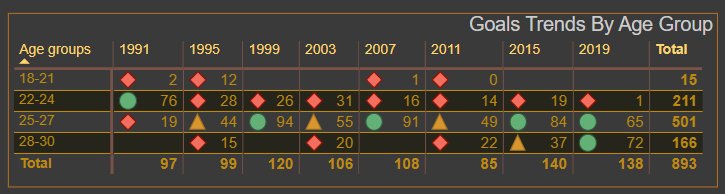 Goals Trends By Age Group
Age groups 1991 1995 1999 2003 2007 2011 2015 2019 Total
18-21 2 12 1 0 15
22-24 76 28 26 31 16 14 19 1 211
25-27 19 44 94 55 91 49 84 65 501
28-30 15 20 22 37 72 166
Total 97 99 120 106 108 85 140 138 893